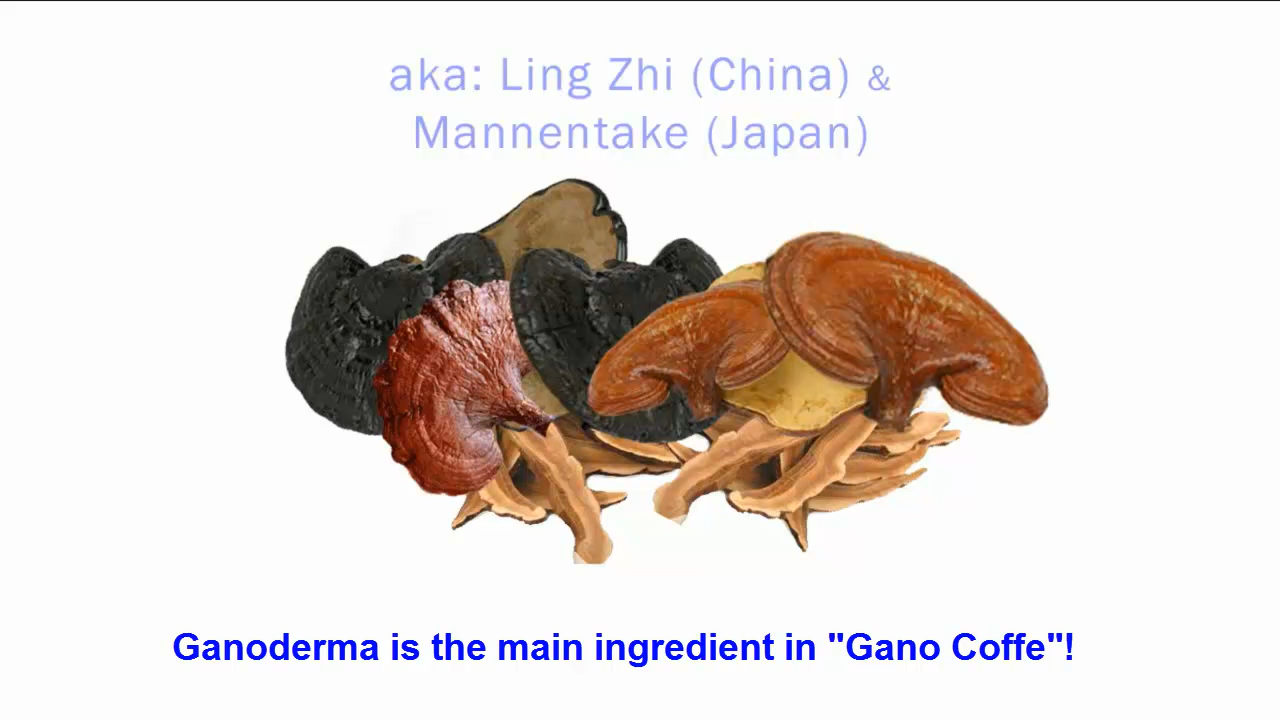 aka: Ling Zhi (China) &
Mannentake (Japan)
Ganoderma is the main ingredient in "Gano Coffe"!